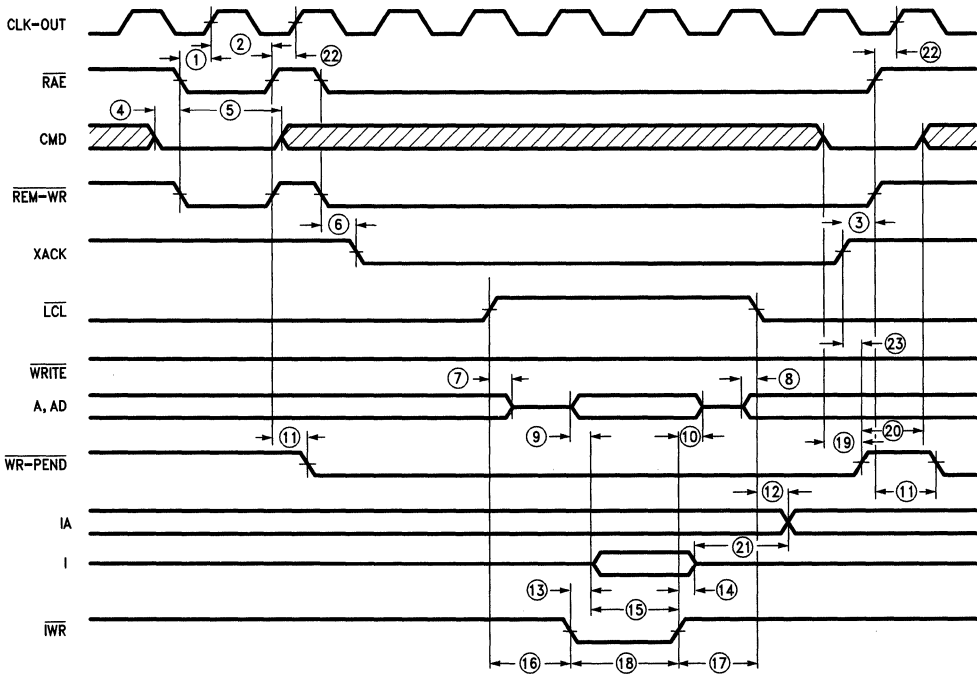 CLK-OUT
① ② ㉒ ㉒
RAE
④ ⑤
CMD
REM-WR
⑥ ③
XACK
LCL
㉓
WRITE
⑦ ⑧
A, AD
⑨ ⑩ ⑲ ⑳
⑪
WR-PEND
⑫ ⑪
IA
㉑
I
⑬ ⑭
⑮
IWR
⑯ ⑱ ⑰